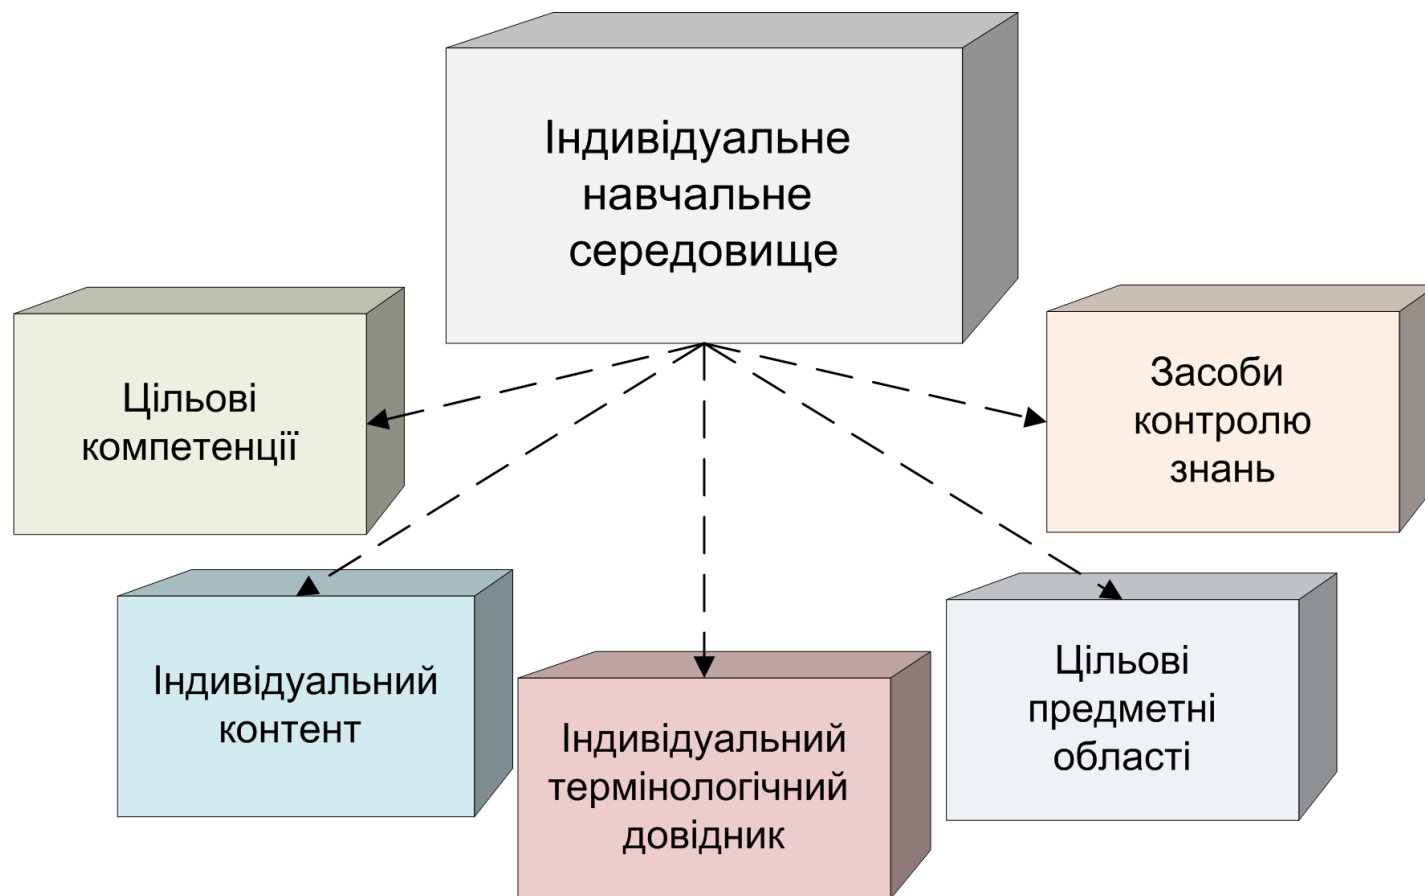 Індивідуальне
навчальне
середовище
Цільові
компетенції
Засоби
контролю
знань
Індивідуальний
контент
Індивідуальний
термінологічний
довідник
Цільові
предметні
області